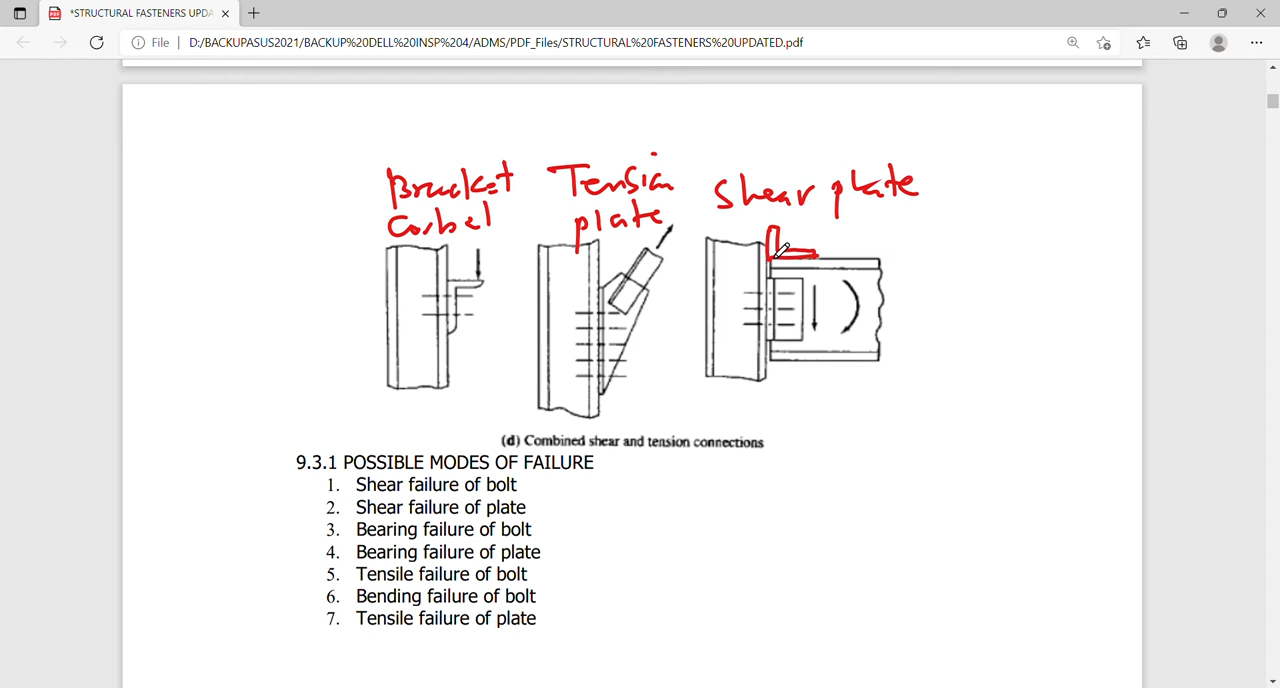 *STRUCTURAL FASTENERS UPDA
File | D:/BACKUPASUS2021/BACKUP%20DELL%20INSP%204/ADMS/PDF_Files/STRUCTURAL%20FASTENERS%20UPDATED.pdf
Bracket Tension Shear plate
Corbel plate
(d) Combined shear and tension connections
9.3.1 POSSIBLE MODES OF FAILURE
1. Shear failure of bolt
2. Shear failure of plate
3. Bearing failure of bolt
4. Bearing failure of plate
5. Tensile failure of bolt
6. Bending failure of bolt
7. Tensile failure of plate